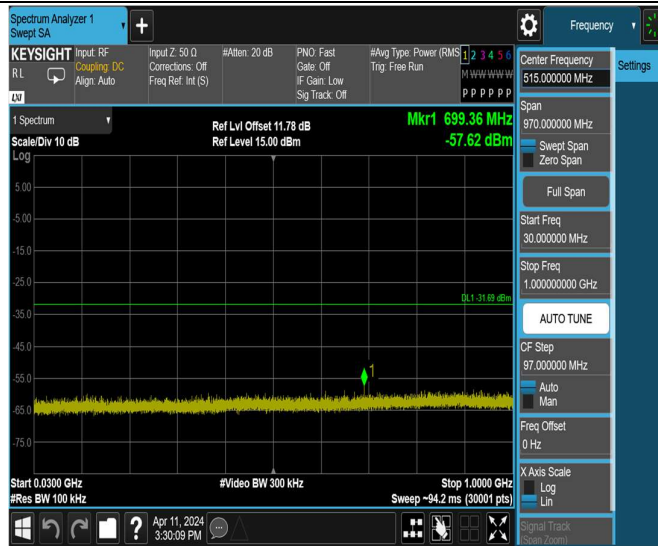 Spectrum Analyzer 1
Swept SA
Frequency
KEYSIGHT
RL
LXI
Input: RF
Coupling: DC
Align: Auto
Input Z: 50 Ω
Corrections: Off
Freq Ref: Int (S)
#Atten: 20 dB
PNO: Fast
Gate: Off
IF Gain: Low
Sig Track: Off
#Avg Type: Power (RMS
Trig: Free Run
1 2 3 4 5 6
M W W W W W
P P P P P P
1 Spectrum
Scale/Div 10 dB
Ref Lvl Offset 11.78 dB
Ref Level 15.00 dBm
Mkr1 699.36 MHz
-57.62 dBm
Log
5.00
-5.00
-15.0
-25.0
DL1 -31.69 dBm
-45.0
-55.0
1
-65.0
-75.0
Start 0.0300 GHz
#Res BW 100 kHz
#Video BW 300 kHz
Stop 1.0000 GHz
Sweep ~94.2 ms (30001 pts)
?
Apr 11, 2024
3:30:09 PM
Center Frequency
515.000000 MHz
Settings
Span
970.000000 MHz
Swept Span
Zero Span
Full Span
Start Freq
30.000000 MHz
Stop Freq
1.000000000 GHz
AUTO TUNE
CF Step
97.000000 MHz
Auto
Man
Freq Offset
0 Hz
X Axis Scale
Log
Lin
Signal Track
(Span Zoom)